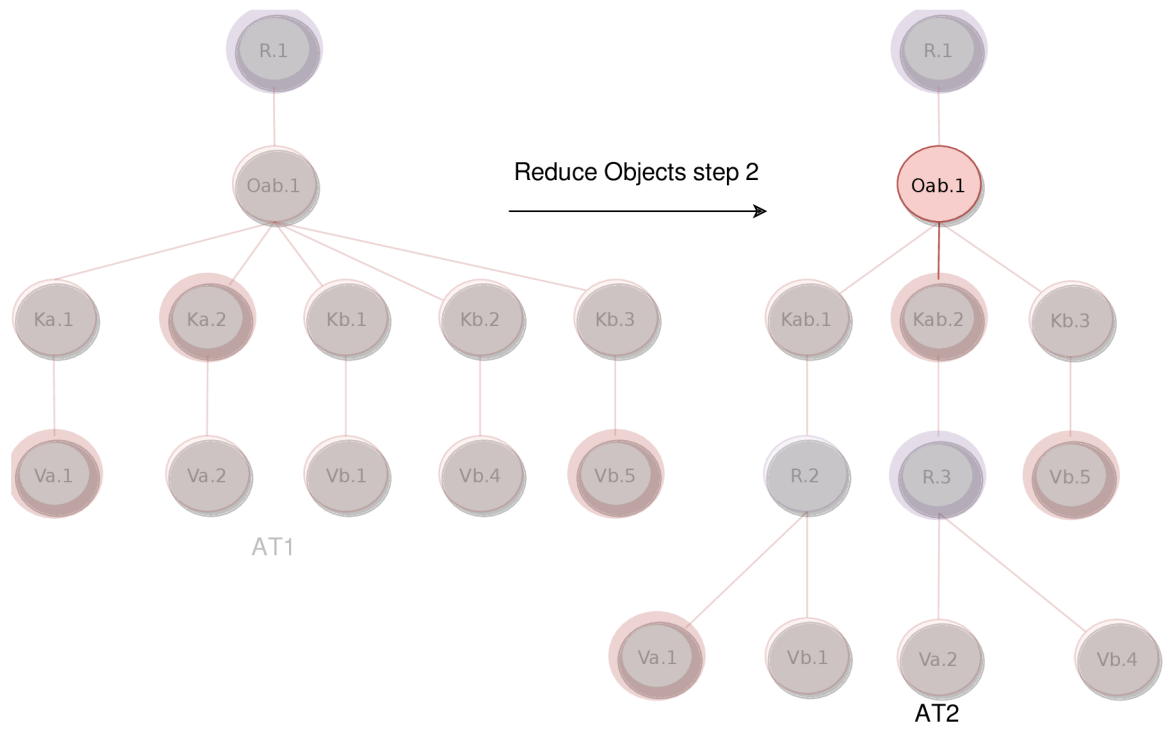 R.1
R.1
Oab.1
Reduce Objects step 2
Oab.1
Ka.1
Ka.2
Kb.1
Kb.2
Kb.3
Kab.1
Kab.2
Kb.3
Va.1
Va.2
Vb.1
Vb.4
Vb.5
R.2
R.3
Vb.5
AT1
Va.1
Vb.1
Va.2
Vb.4
AT2